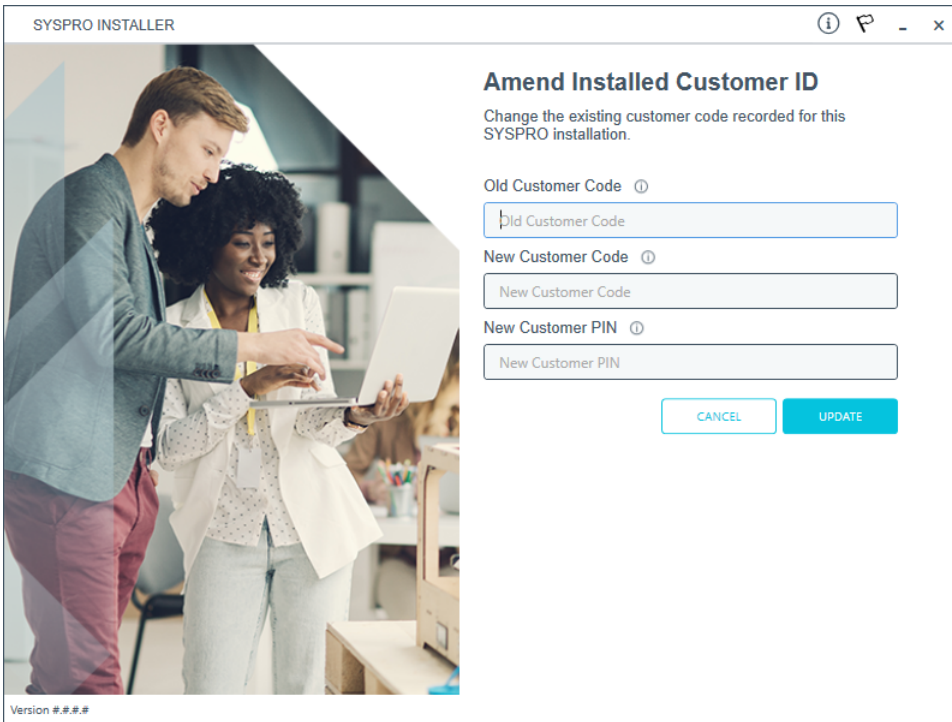 SYSPRO INSTALLER
Amend Installed Customer ID
Change the existing customer code recorded for this
SYSPRO installation.
Old Customer Code
Old Customer Code
New Customer Code
New Customer Code
New Customer PIN
New Customer PIN
CANCEL UPDATE
Version #.#.#.#